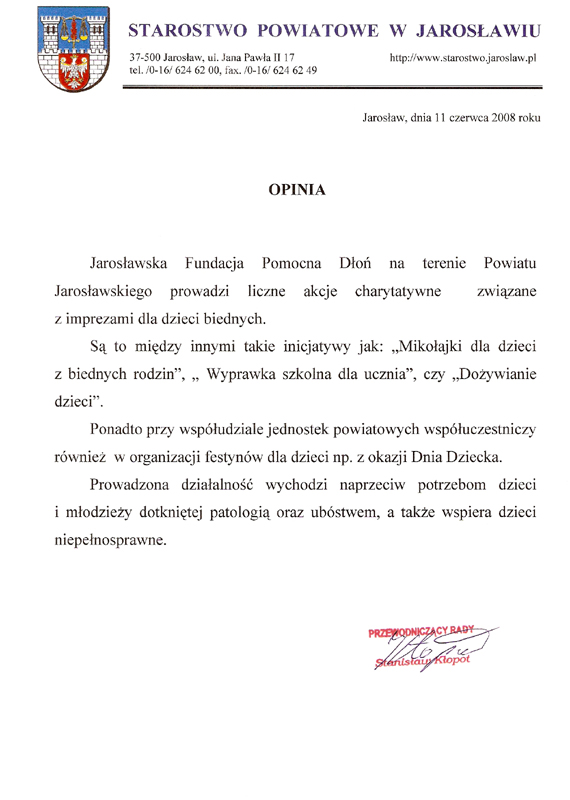 STAROSTWO POWIATOWE W JAROSŁAWIU
37-500 Jarosław, ul. Jana Pawła II 17 http://www.starostwo.jaroslaw.pl
tel. /0-16/ 624 62 00, fax. /0-16/ 624 62 49
Jarosław, dnia 11 czerwca 2008 roku
OPINIA
Jarosławska Fundacja Pomocna Dłoń na terenie Powiatu
Jarosławskiego prowadzi liczne akcje charytatywne związane
z imprezami dla dzieci biednych.
Są to między innymi takie inicjatywy jak: „Mikołajki dla dzieci
z biednych rodzin”, „ Wyprawka szkolna dla ucznia”, czy „Dożywianie
dzieci”.
Ponadto przy współudziale jednostek powiatowych współuczestniczy
również w organizacji festynów dla dzieci np. z okazji Dnia Dziecka.
Prowadzona działalność wychodzi naprzeciw potrzebom dzieci
i młodzieży dotkniętej patologią oraz ubóstwem, a także wspiera dzieci
niepełnosprawne.
PRZEWODNICZĄCY RADY
Stanisław Kłopot